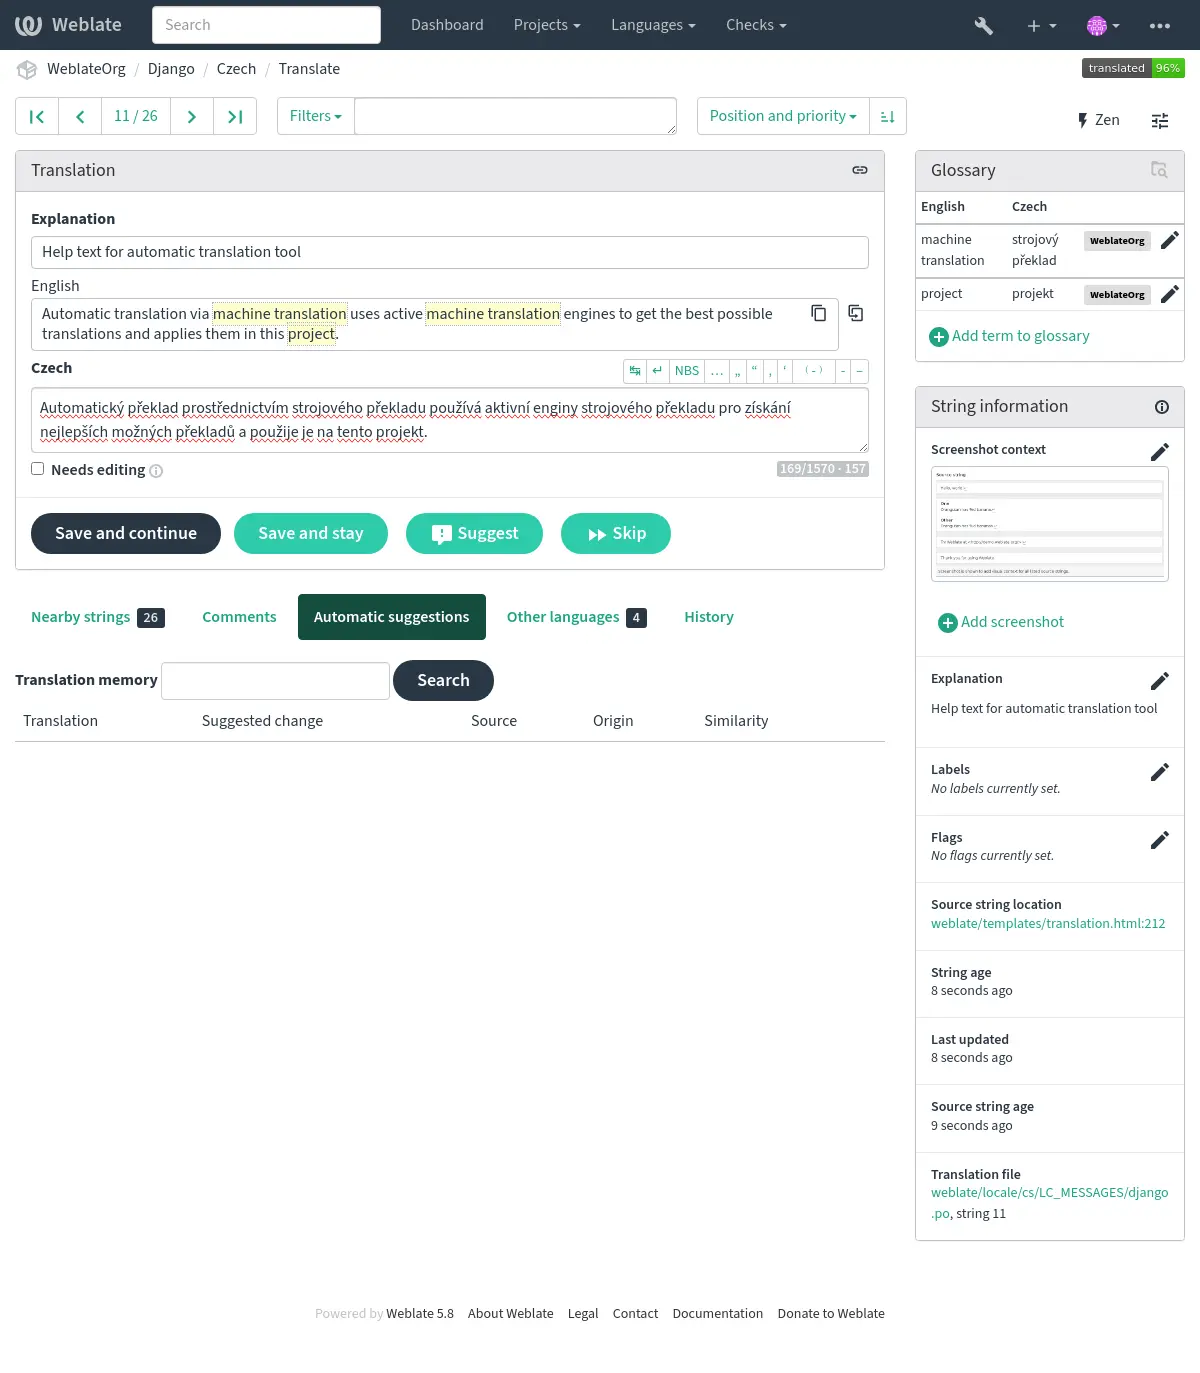 Weblate
Search
Dashboard
Projects
Languages
Checks
WeblateOrg / Django / Czech / Translate
translated 96%
11 / 26
Filters
Position and priority
Zen
Translation
Explanation
Help text for automatic translation tool
English
Automatic translation via machine translation uses active machine translation engines to get the best possible
translations and applies them in this project.
Czech
↹ ↵ NBS … „ “ ‚ ‘ (-) - –
Automatický překlad prostřednictvím strojového překladu používá aktivní enginy strojového překladu pro získání
nejlepších možných překladů a použije je na tento projekt.
Needs editing
169/1570 · 157
Save and continue
Save and stay
Suggest
Skip
Nearby strings 26
Comments
Automatic suggestions
Other languages 4
History
Translation memory
Search
Translation
Suggested change
Source
Origin
Similarity
Glossary
English Czech
machine translation
strojový překlad
WeblateOrg
project projekt WeblateOrg
Add term to glossary
String information
Screenshot context
Add screenshot
Explanation
Help text for automatic translation tool
Labels
No labels currently set.
Flags
No flags currently set.
Source string location
weblate/templates/translation.html:212
String age
8 seconds ago
Last updated
8 seconds ago
Source string age
9 seconds ago
Translation file
weblate/locale/cs/LC_MESSAGES/django
.po, string 11
Powered by Weblate 5.8 About Weblate Legal Contact Documentation Donate to Weblate